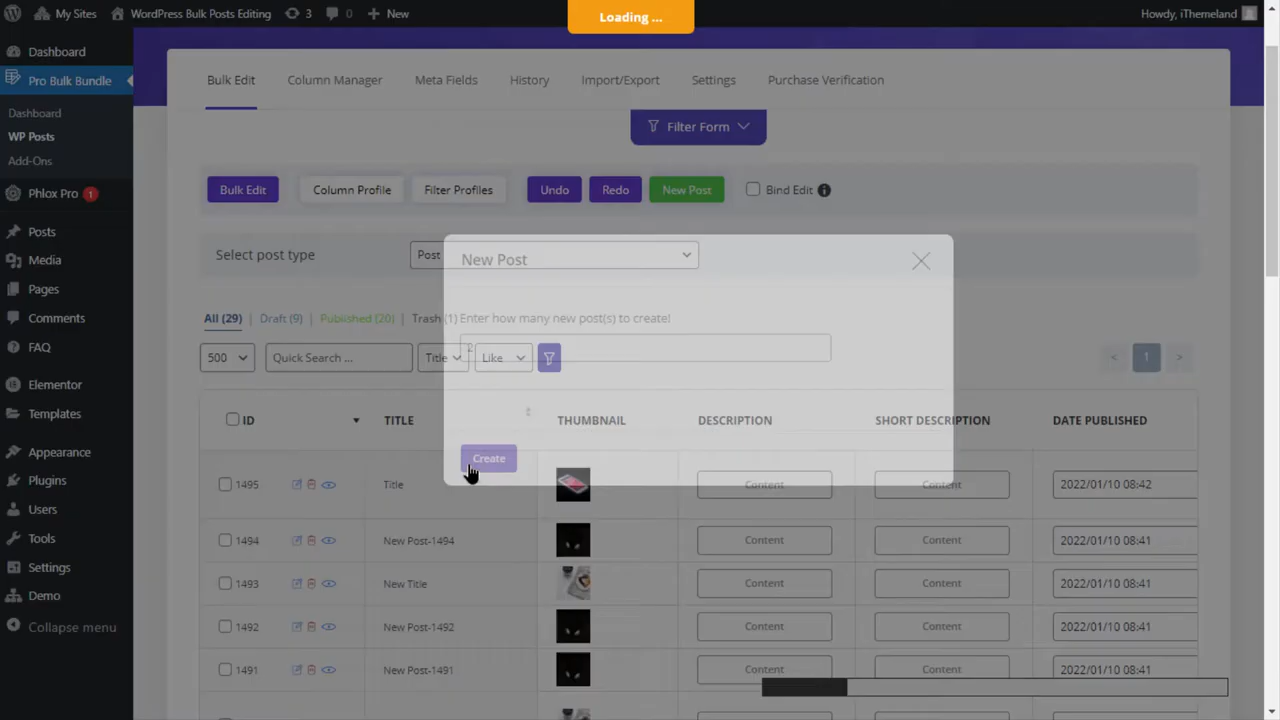 Loading ...
My Sites
WordPress Bulk Posts Editing
3
0
New
Howdy, iThemeland
Dashboard
Pro Bulk Bundle
Dashboard
WP Posts
Add-Ons
Phlox Pro 1
Posts
Media
Pages
Comments
FAQ
Elementor
Templates
Appearance
Plugins
Users
Tools
Settings
Demo
Collapse menu
Bulk Edit
Column Manager
Meta Fields
History
Import/Export
Settings
Purchase Verification
Filter Form
Bulk Edit
Column Profile
Filter Profiles
Undo
Redo
New Post
Bind Edit
Select post type
Post
New Post
All (29) | Draft (9) | Published (20) | Trash (1)
Enter how many new post(s) to create!
2
500
Quick Search ...
Title
Like
< 1 >
ID
TITLE
THUMBNAIL
DESCRIPTION
SHORT DESCRIPTION
DATE PUBLISHED
Create
1495 Title Content Content 2022/01/10 08:42
1494 New Post-1494 Content Content 2022/01/10 08:41
1493 New Title Content Content 2022/01/10 08:41
1492 New Post-1492 Content Content 2022/01/10 08:41
1491 New Post-1491 Content Content 2022/01/10 08:41